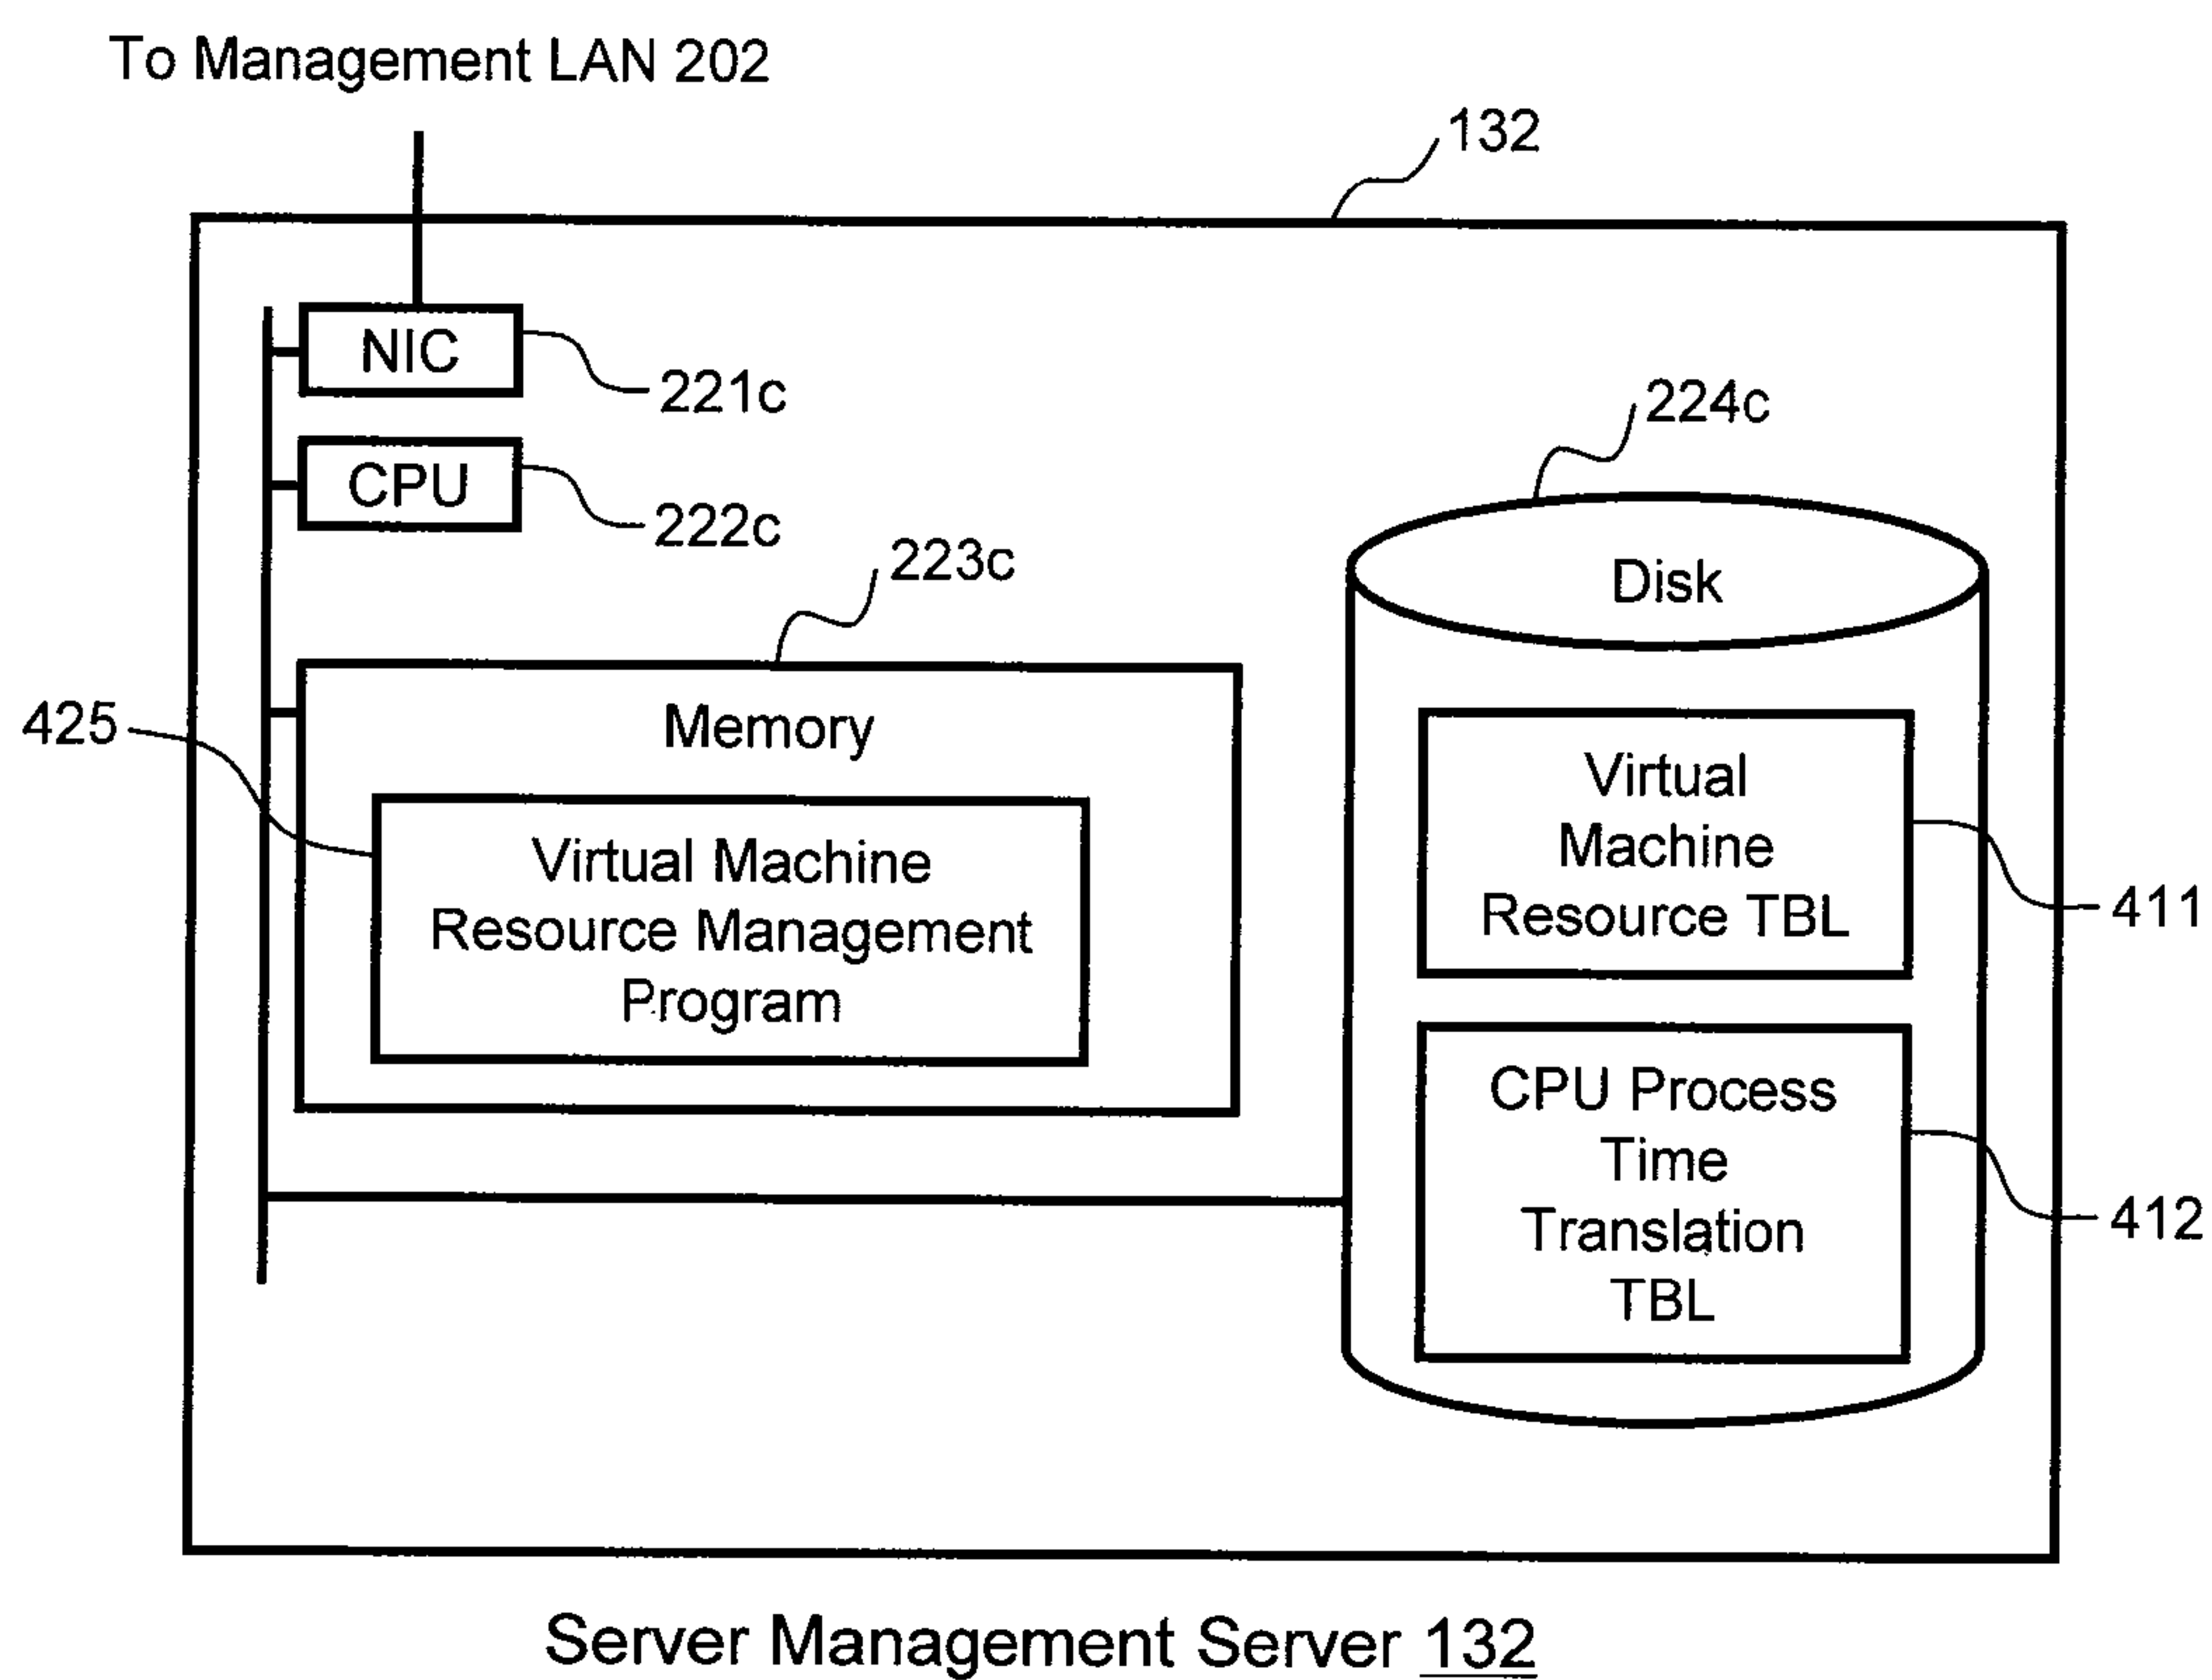 To Management LAN 202
132
NIC
221c
224c
CPU
222c
223c
Disk
425
Memory
Virtual
Machine
Resource TBL
411
Virtual Machine
Resource Management
Program
CPU Process
Time
Translation
TBL
412
Server Management Server 132